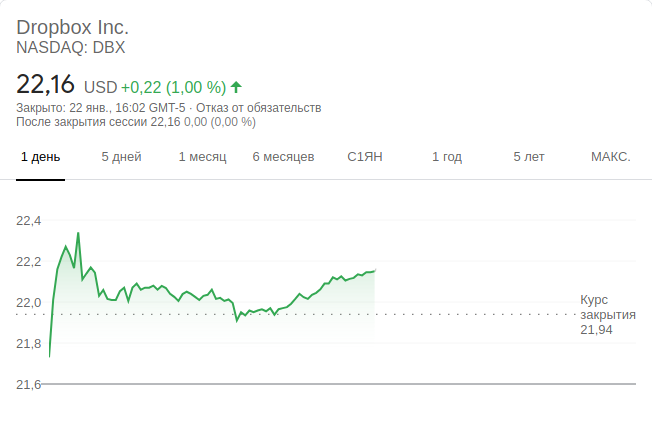 Dropbox Inc.
NASDAQ: DBX
22,16 USD +0,22 (1,00 %)
Закрыто: 22 янв., 16:02 GMT-5 · Отказ от обязательств
После закрытия сессии 22,16 0,00 (0,00 %)
1 день 5 дней 1 месяц 6 месяцев С1ЯН 1 год 5 лет МАКС.
22,4
22,2
22,0
21,8
21,6
Курс
закрытия
21,94